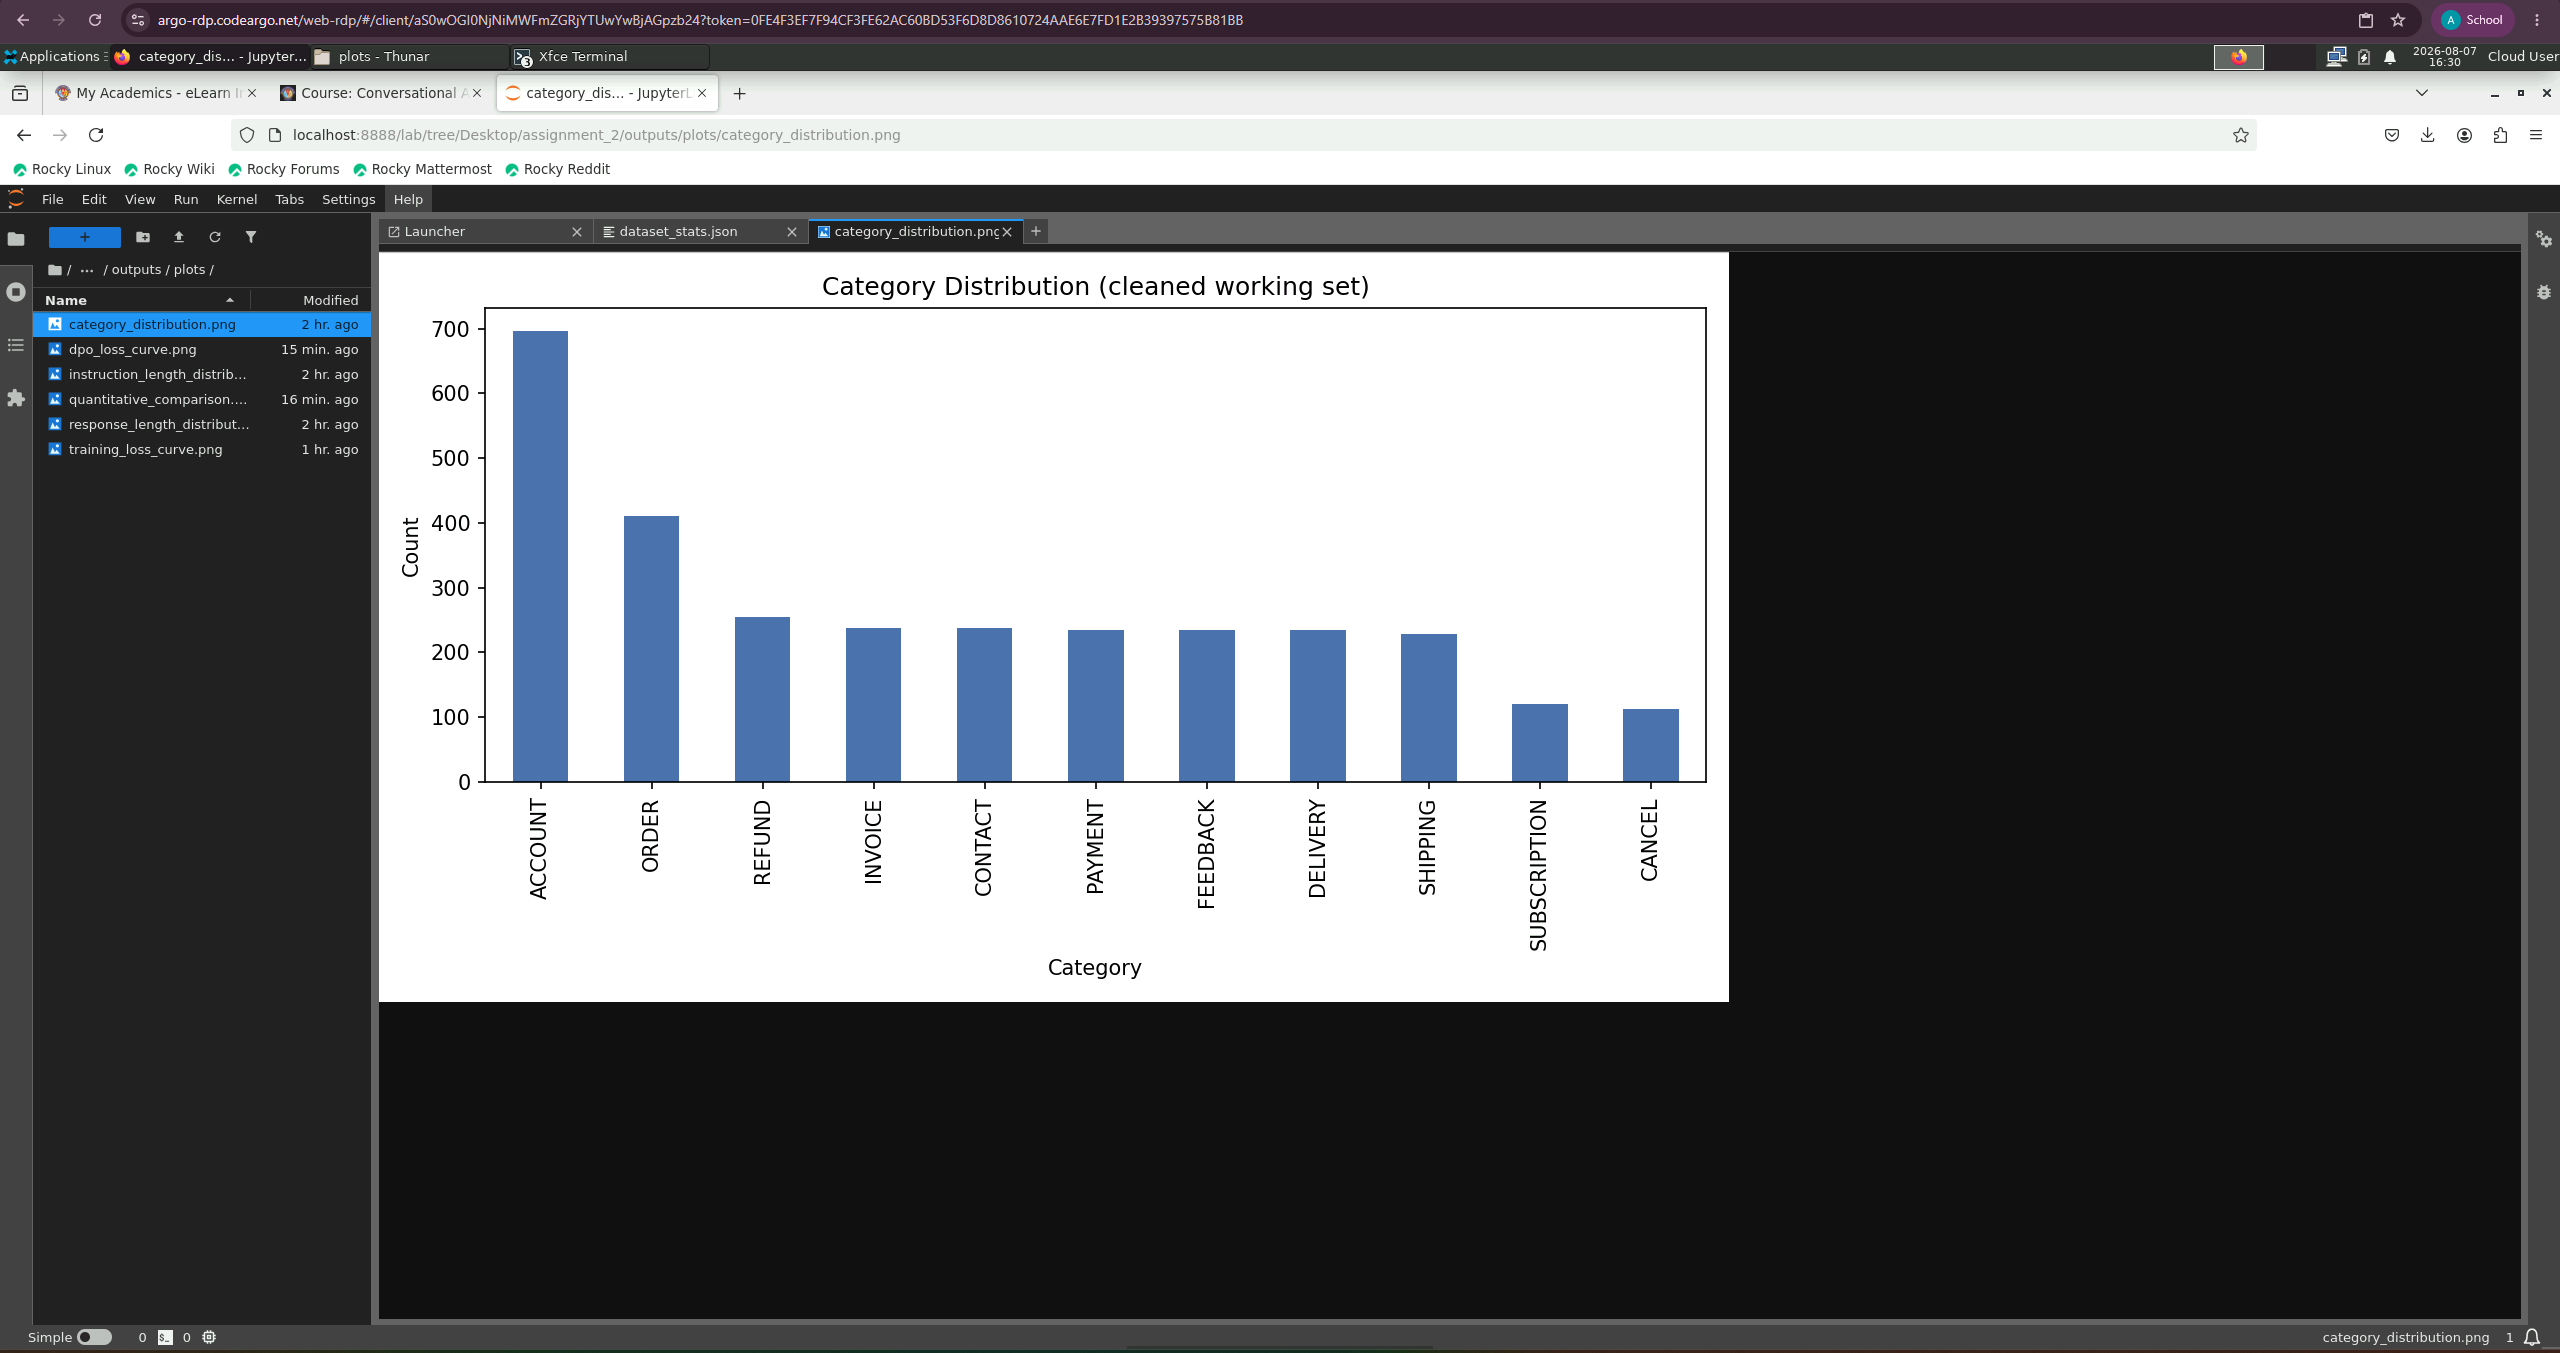 argo-rdp.codeargo.net/web-rdp/#/client/aS0wOGI0NjNiMWFmZGRjYTUwYwBjAGpzb24?token=0FE4F3EF7F94CF3FE62AC60BD53F6D8D8610724AAE6E7FD1E2B39397575B81BB
A School
Applications category_dis... - Jupyter... plots - Thunar 3 Xfce Terminal 2026-08-07 16:30 Cloud User
My Academics - eLearn Course: Conversational category_dis... - JupyterL
localhost:8888/lab/tree/Desktop/assignment_2/outputs/plots/category_distribution.png
Rocky Linux Rocky Wiki Rocky Forums Rocky Mattermost Rocky Reddit
File Edit View Run Kernel Tabs Settings Help
Launcher dataset_stats.json category_distribution.png
/ ... / outputs / plots /
Name Modified
category_distribution.png 2 hr. ago
dpo_loss_curve.png 15 min. ago
instruction_length_distrib... 2 hr. ago
quantitative_comparison.... 16 min. ago
response_length_distribut... 2 hr. ago
training_loss_curve.png 1 hr. ago
Category Distribution (cleaned working set)
Count
700
600
500
400
300
200
100
0
ACCOUNT
ORDER
REFUND
INVOICE
CONTACT
PAYMENT
FEEDBACK
DELIVERY
SHIPPING
SUBSCRIPTION
CANCEL
Category
Simple 0 $_ 0 category_distribution.png 1